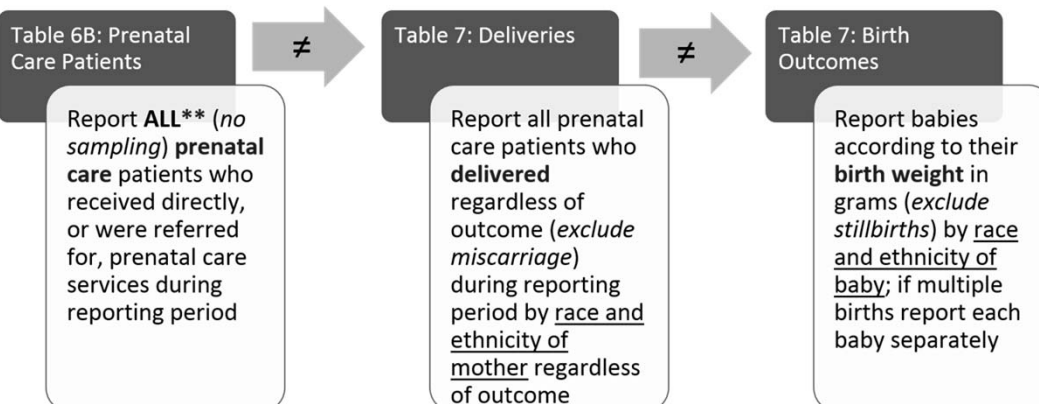 Table 6B: Prenatal
Care Patients
≠
Table 7: Deliveries
≠
Table 7: Birth
Outcomes
Report ALL** (no
sampling) prenatal
care patients who
received directly,
or were referred
for, prenatal care
services during
reporting period
Report all prenatal
care patients who
delivered
regardless of
outcome (exclude
miscarriage)
during reporting
period by race and
ethnicity of
mother regardless
of outcome
Report babies
according to their
birth weight in
grams (exclude
stillbirths) by race
and ethnicity of
baby; if multiple
births report each
baby separately